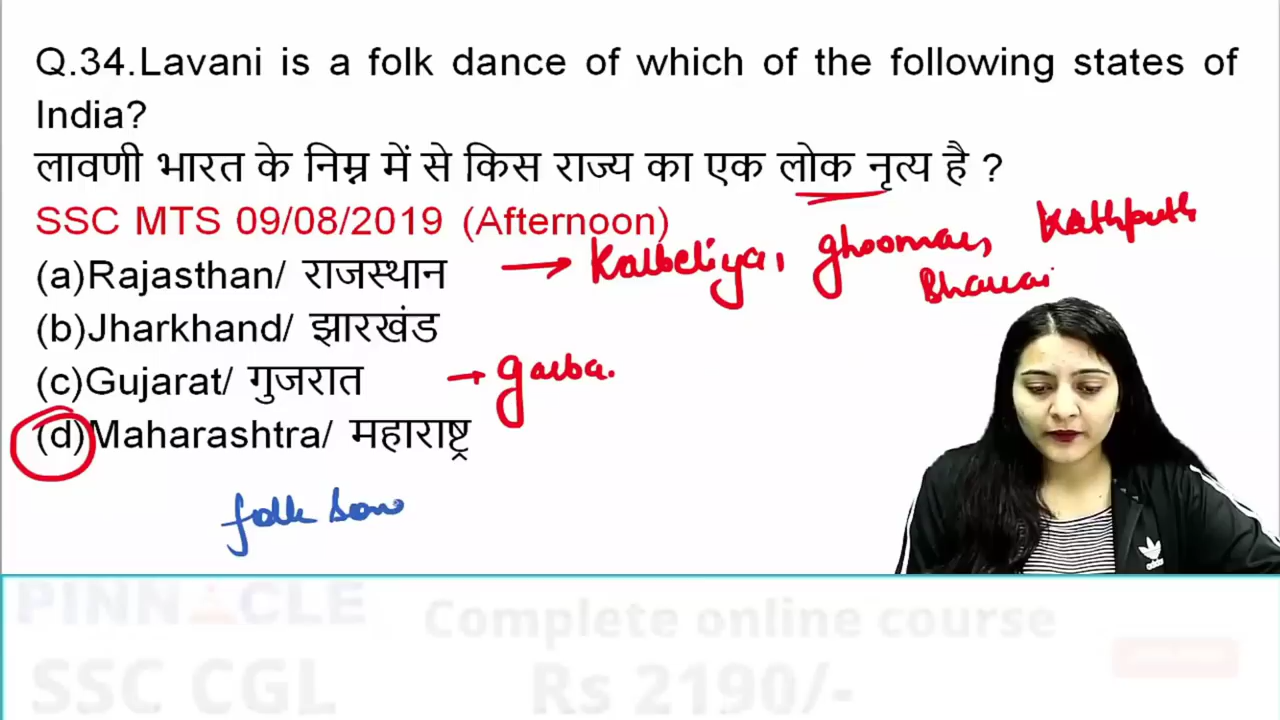 Q.34.Lavani is a folk dance of which of the following states of
India?
लावणी भारत के निम्न में से किस राज्य का एक लोक नृत्य है ?
SSC MTS 09/08/2019 (Afternoon)
(a)Rajasthan/ राजस्थान → Kalbeliya, ghoomar,
Bhavai
(b)Jharkhand/ झारखंड
(c)Gujarat/ गुजरात → garba.
(d)Maharashtra/ महाराष्ट्र
folk
PINNACLE
Complete online course
SSC CGL
Rs 2190/-
adidas